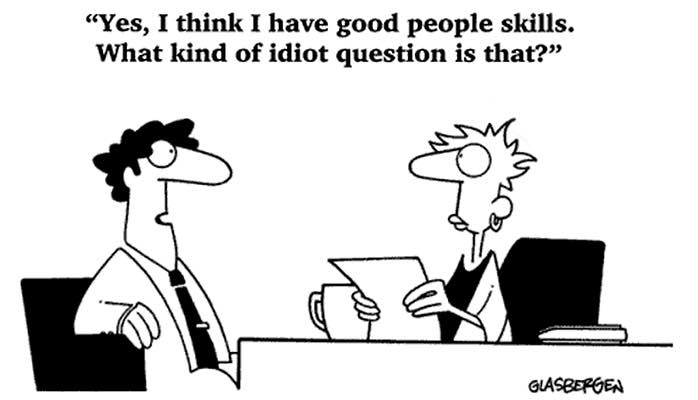 “Yes, I think I have good people skills.
What kind of idiot question is that?”
GLASBERGEN